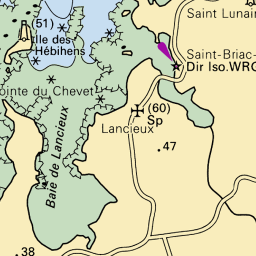 Saint Lunair
(51)
Ile des
Hébihens
Saint-Briac-
Dir Iso.WRG
ointe du Chevet
(60)
Sp
Lancieux
Baie de Lancieux
47
38